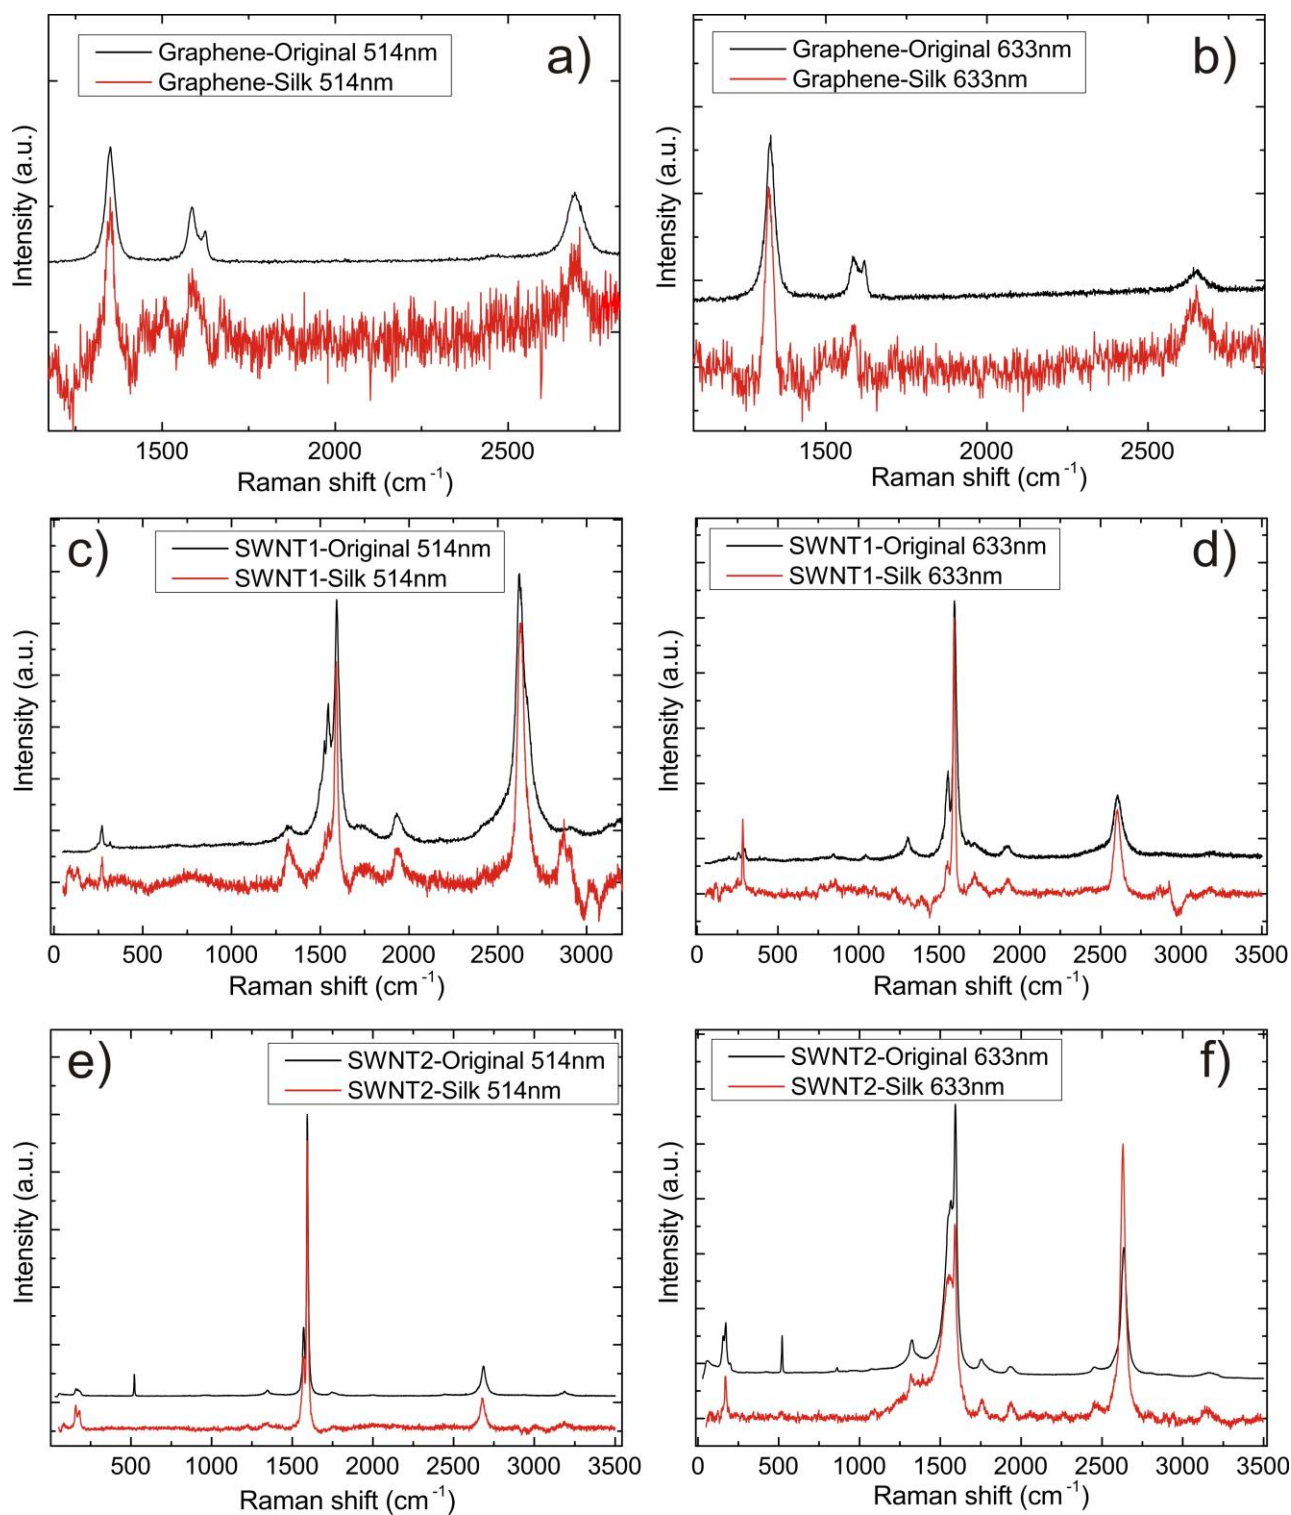 Graphene-Original 514nm
Graphene-Silk 514nm
a)
Intensity (a.u.)
1500 2000 2500
Raman shift (cm⁻¹)
Graphene-Original 633nm
Graphene-Silk 633nm
b)
Intensity (a.u.)
1500 2000 2500
Raman shift (cm⁻¹)
c)
SWNT1-Original 514nm
SWNT1-Silk 514nm
Intensity (a.u.)
0 500 1000 1500 2000 2500 3000
Raman shift (cm⁻¹)
SWNT1-Original 633nm
SWNT1-Silk 633nm
d)
Intensity (a.u.)
0 500 1000 1500 2000 2500 3000 3500
Raman shift (cm⁻¹)
e)
SWNT2-Original 514nm
SWNT2-Silk 514nm
Intensity (a.u.)
500 1000 1500 2000 2500 3000 3500
Raman shift (cm⁻¹)
SWNT2-Original 633nm
SWNT2-Silk 633nm
f)
Intensity (a.u.)
0 500 1000 1500 2000 2500 3000 3500
Raman shift (cm⁻¹)